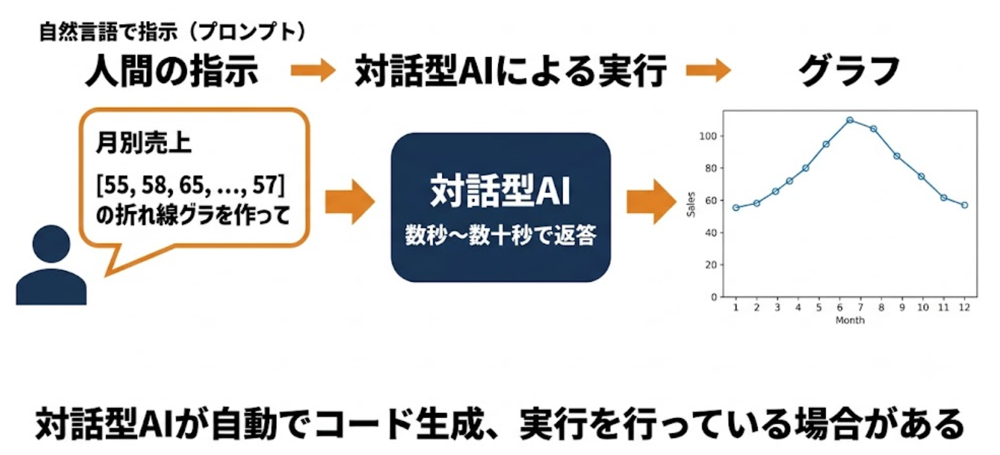 自然言語で指示（プロンプト）
人間の指示
対話型AIによる実行
グラフ
月別売上
[55, 58, 65, ..., 57]
の折れ線グラを作って
対話型AI
数秒～数十秒で返答
100
80
60
40
20
0
Sales
1 2 3 4 5 6 7 8 9 10 11 12
Month
対話型AIが自動でコード生成、実行を行っている場合がある